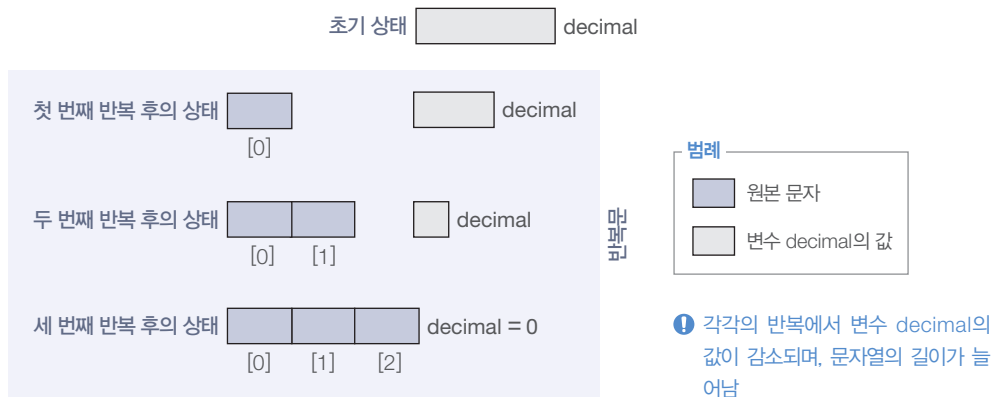 초기 상태 decimal
첫 번째 반복 후의 상태 decimal
[0]
두 번째 반복 후의 상태 decimal
[0] [1]
세 번째 반복 후의 상태 decimal = 0
[0] [1] [2]
반복문
범례
원본 문자
변수 decimal의 값
각각의 반복에서 변수 decimal의
값이 감소되며, 문자열의 길이가 늘
어남